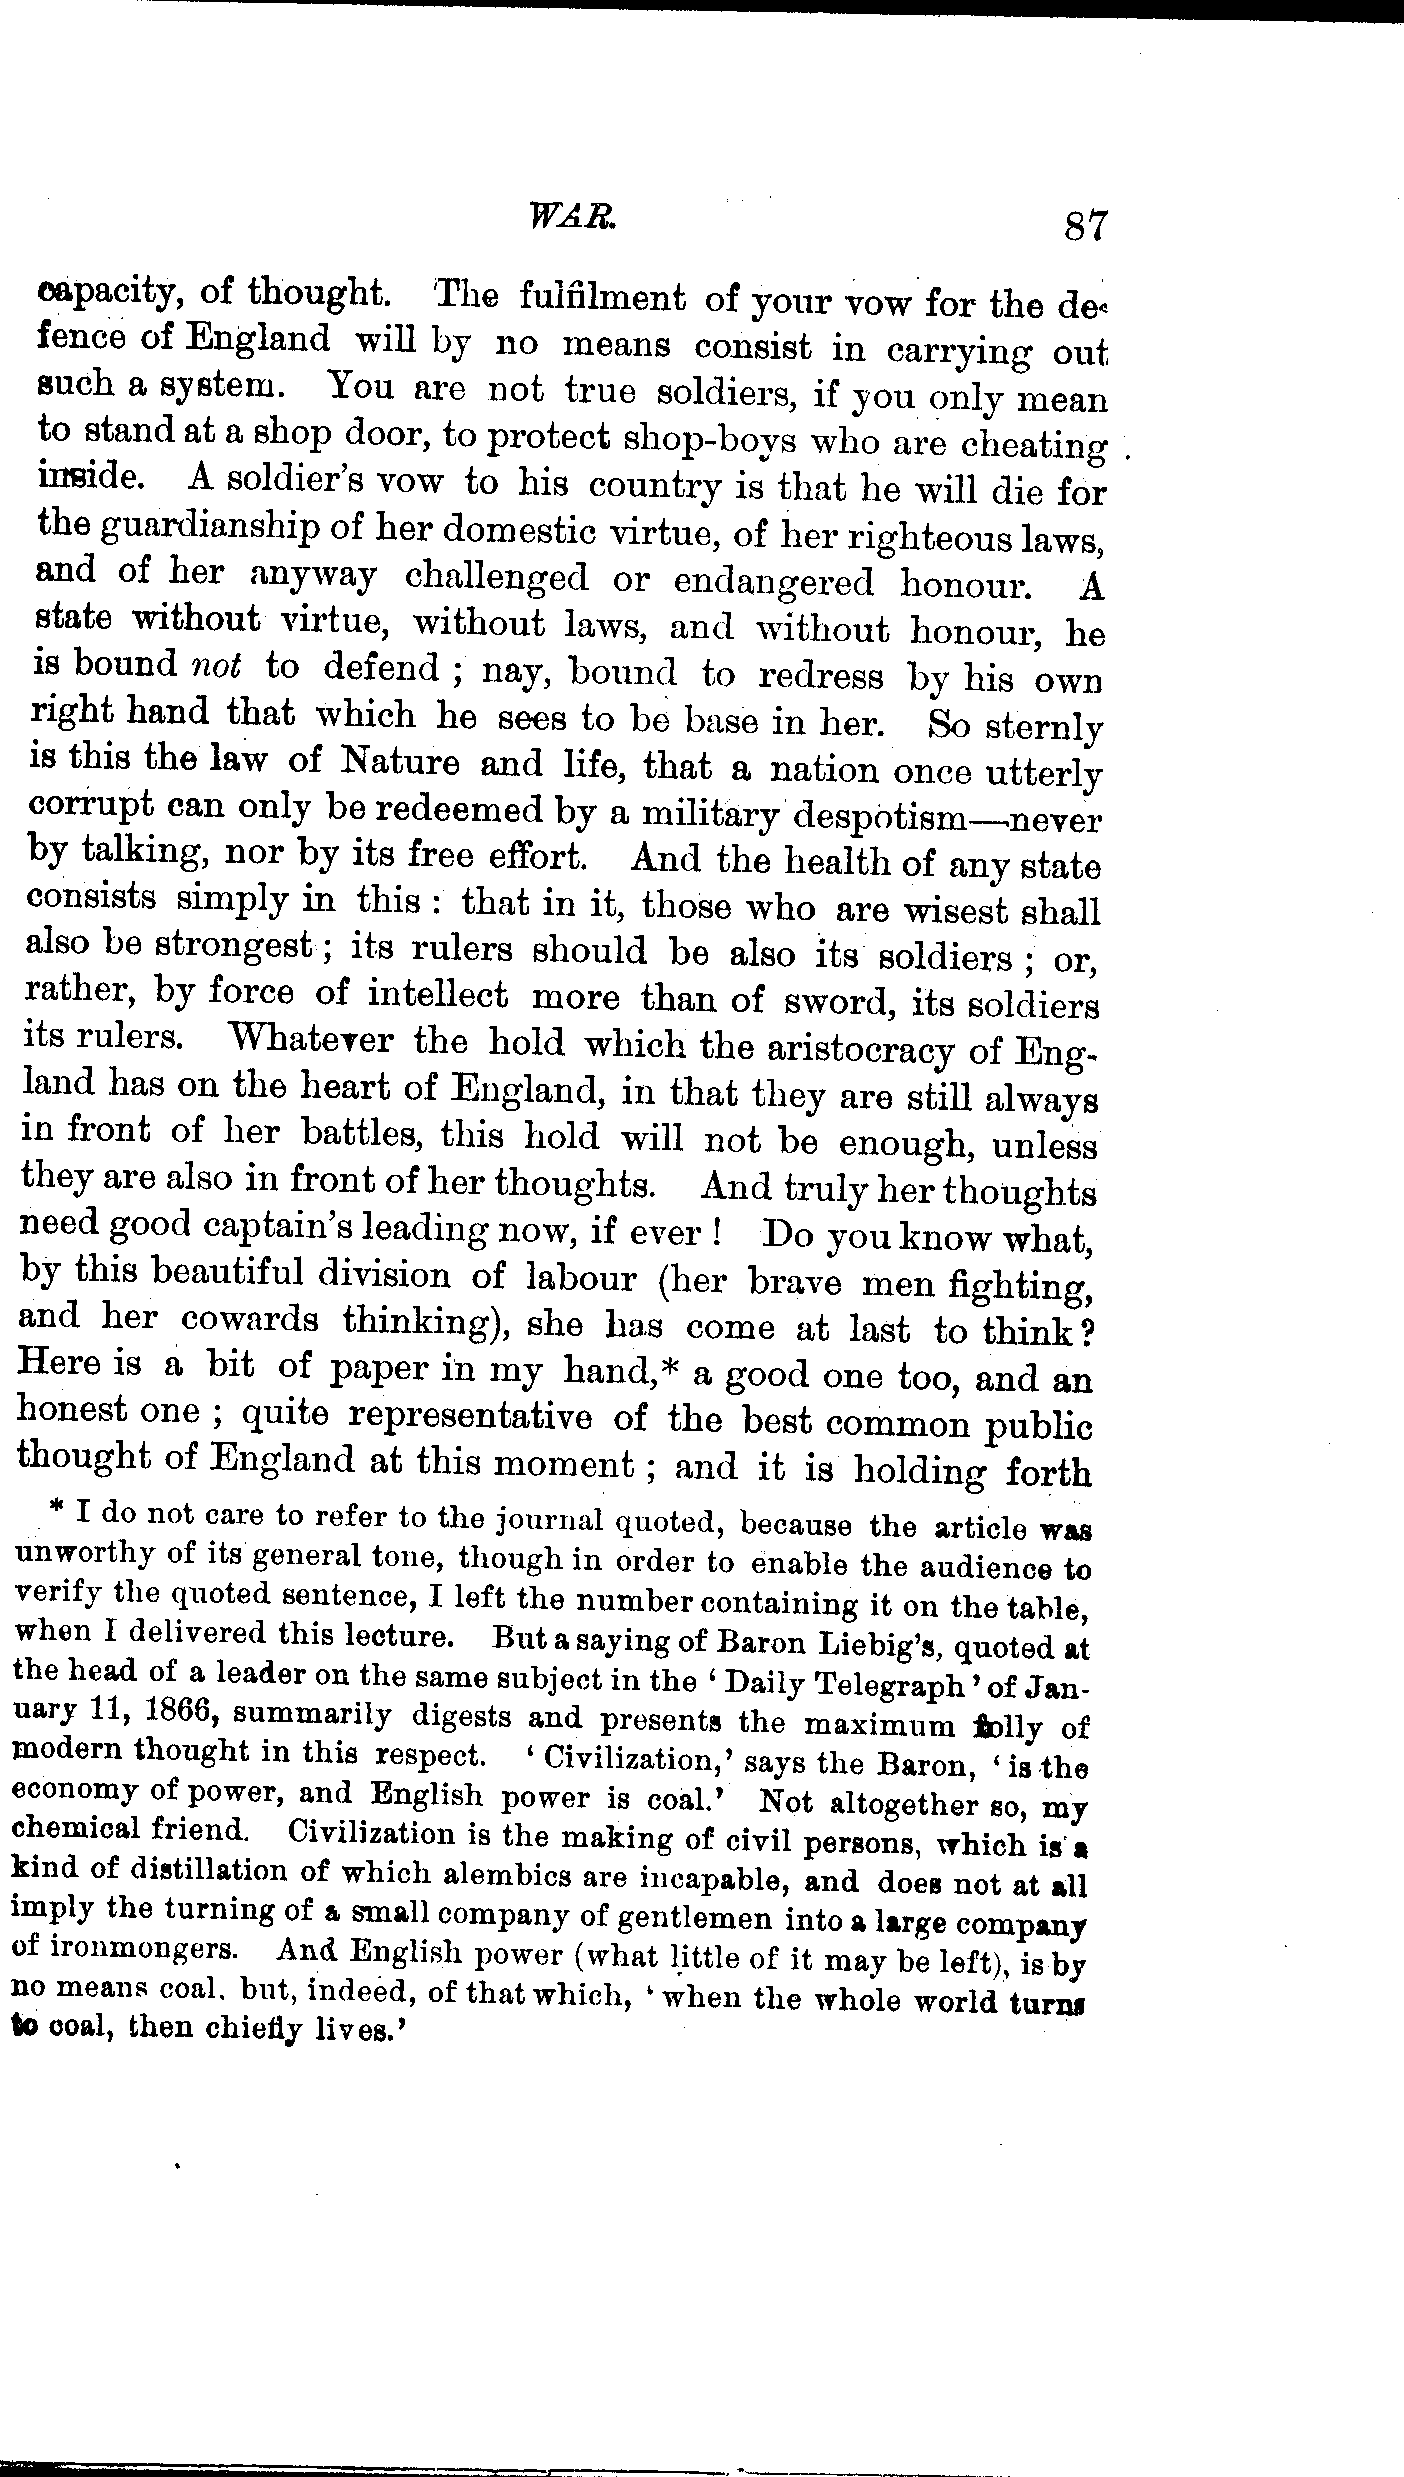 WAR. 87
capacity, of thought. The fulfilment of your vow for the de-
fence of England will by no means consist in carrying out
such a system. You are not true soldiers, if you only mean
to stand at a shop door, to protect shop-boys who are cheating
inside. A soldier's vow to his country is that he will die for
the guardianship of her domestic virtue, of her righteous laws,
and of her anyway challenged or endangered honour. A
state without virtue, without laws, and without honour, he
is bound not to defend ; nay, bound to redress by his own
right hand that which he sees to be base in her. So sternly
is this the law of Nature and life, that a nation once utterly
corrupt can only be redeemed by a military despotism—never
by talking, nor by its free effort. And the health of any state
consists simply in this : that in it, those who are wisest shall
also be strongest ; its rulers should be also its soldiers ; or,
rather, by force of intellect more than of sword, its soldiers
its rulers. Whatever the hold which the aristocracy of Eng-
land has on the heart of England, in that they are still always
in front of her battles, this hold will not be enough, unless
they are also in front of her thoughts. And truly her thoughts
need good captain's leading now, if ever ! Do you know what,
by this beautiful division of labour (her brave men fighting,
and her cowards thinking), she has come at last to think ?
Here is a bit of paper in my hand,* a good one too, and an
honest one ; quite representative of the best common public
thought of England at this moment ; and it is holding forth
* I do not care to refer to the journal quoted, because the article was
unworthy of its general tone, though in order to enable the audience to
verify the quoted sentence, I left the number containing it on the table,
when I delivered this lecture. But a saying of Baron Liebig's, quoted at
the head of a leader on the same subject in the ‘ Daily Telegraph ’ of Jan-
uary 11, 1866, summarily digests and presents the maximum folly of
modern thought in this respect. ‘ Civilization,’ says the Baron, ‘ is the
economy of power, and English power is coal.’ Not altogether so, my
chemical friend. Civilization is the making of civil persons, which is a
kind of distillation of which alembics are incapable, and does not at all
imply the turning of a small company of gentlemen into a large company
of ironmongers. And English power (what little of it may be left), is by
no means coal, but, indeed, of that which, ‘ when the whole world turns
to coal, then chiefly lives.’